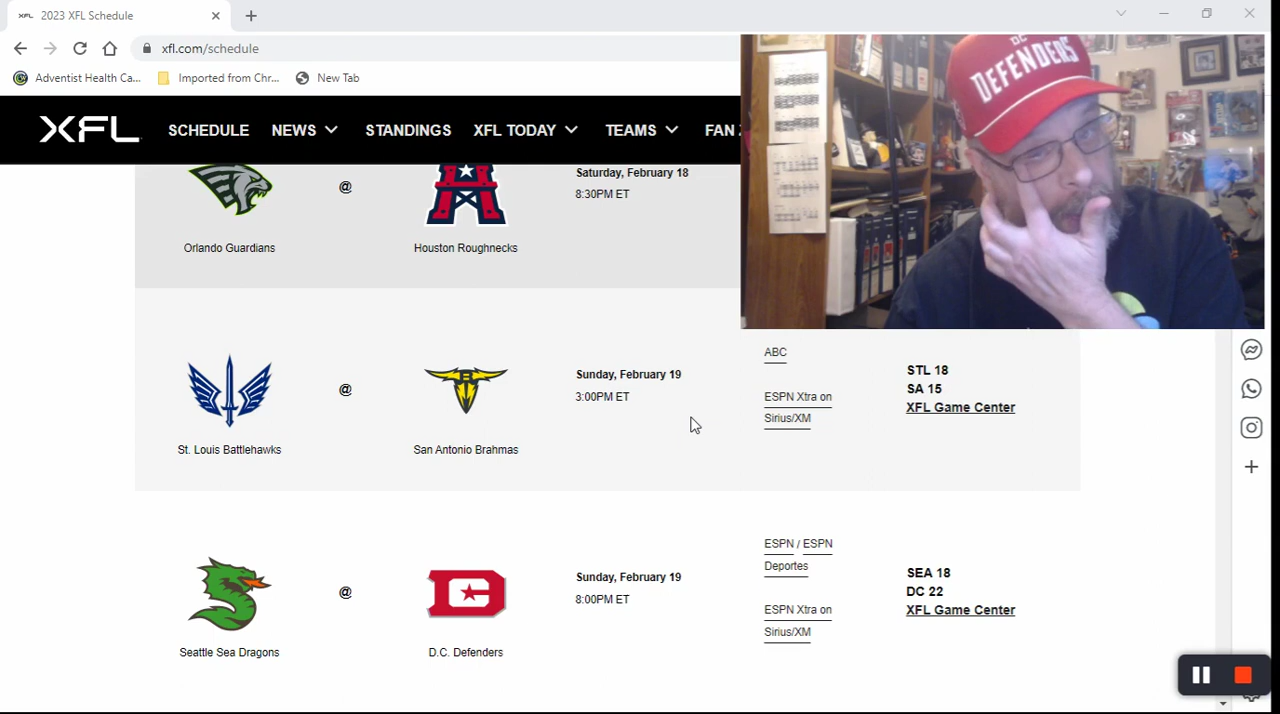 XFL 2023 XFL Schedule
xfl.com/schedule
Adventist Health Ca... Imported from Chr... New Tab
XFL SCHEDULE NEWS STANDINGS XFL TODAY TEAMS FAN
DC
DEFENDERS
@
Saturday, February 18
8:30PM ET
Orlando Guardians
Houston Roughnecks
@
Sunday, February 19
3:00PM ET
ABC
ESPN Xtra on
Sirius/XM
STL 18
SA 15
XFL Game Center
St. Louis Battlehawks
San Antonio Brahmas
@
Sunday, February 19
8:00PM ET
ESPN / ESPN
Deportes
ESPN Xtra on
Sirius/XM
SEA 18
DC 22
XFL Game Center
Seattle Sea Dragons
D.C. Defenders